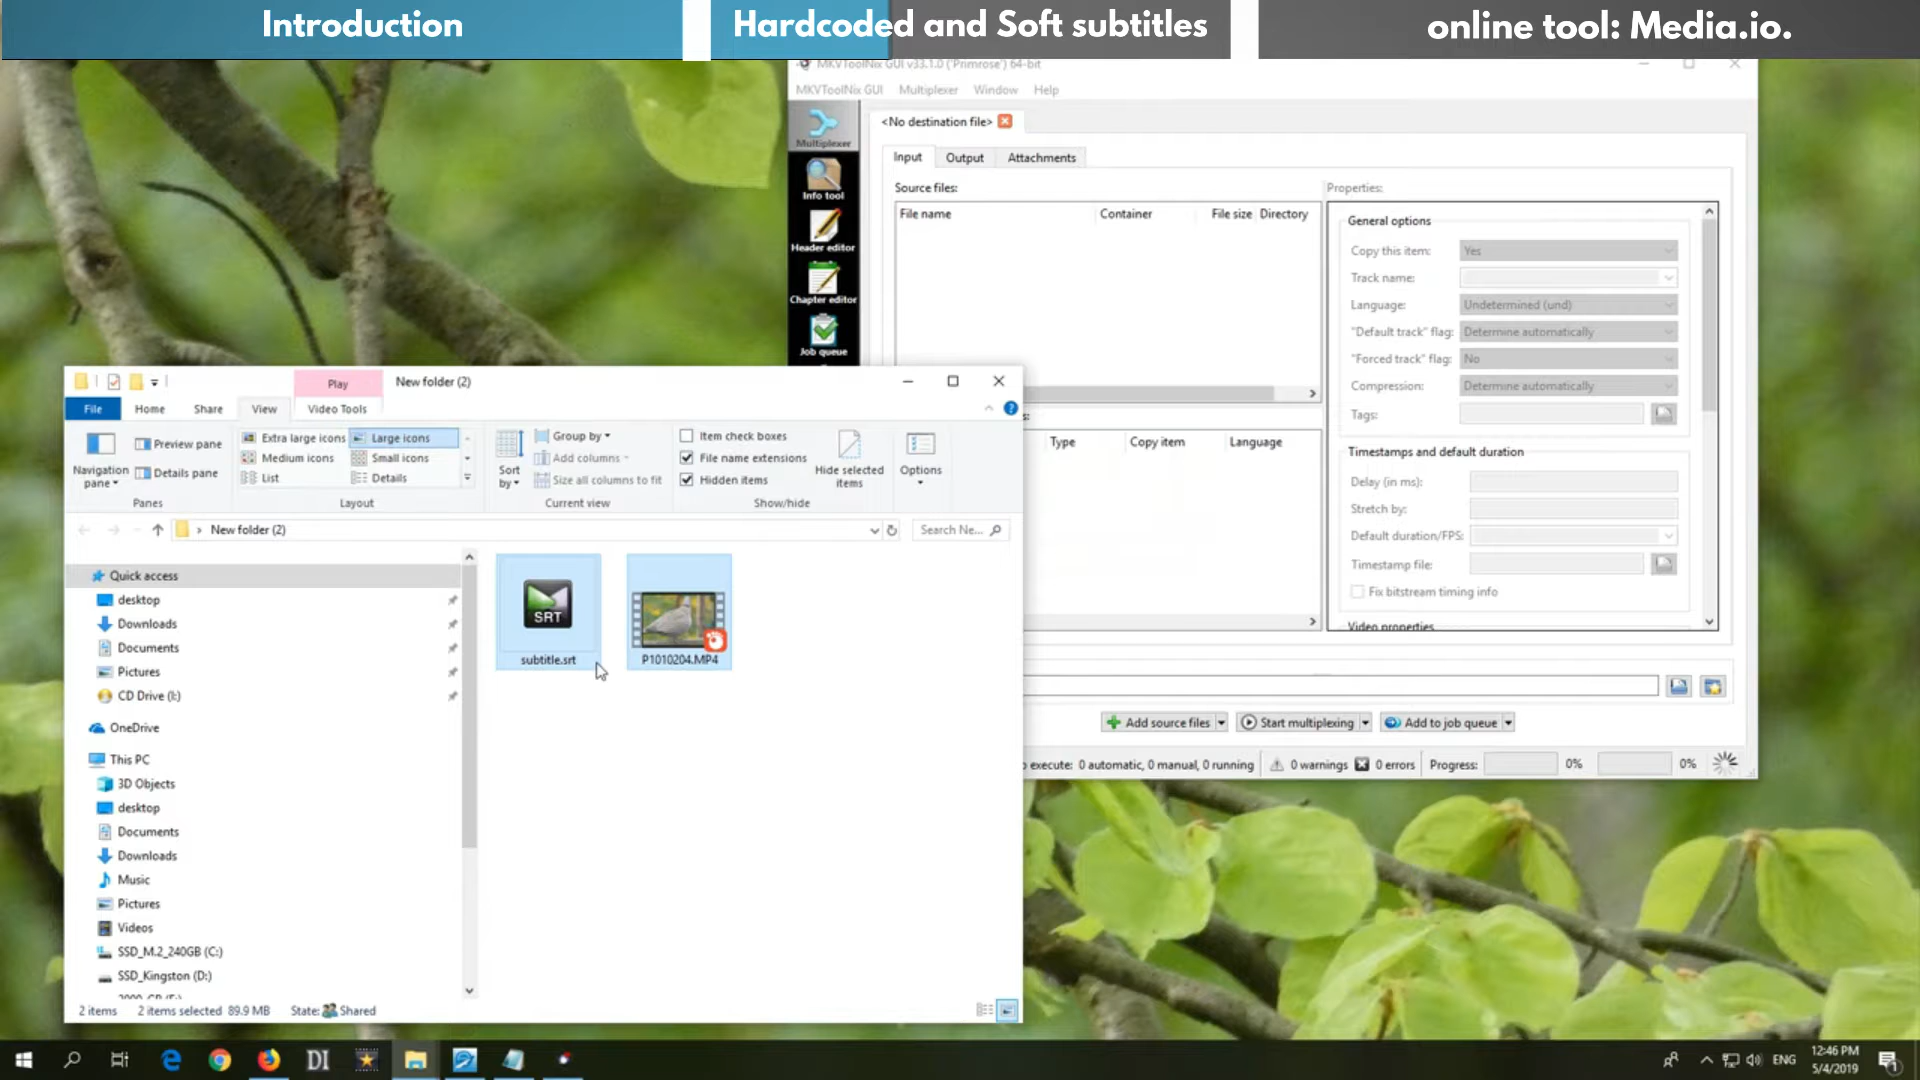 Introduction
Hardcoded and Soft subtitles
online tool: Media.io.
MKVToolNix GUI v33.1.0 ('Primrose') 64-bit
MKVToolNix GUI Multiplexer Window Help
<No destination file>
Multiplexer
Info tool
Header editor
Chapter editor
Job queue
Input Output Attachments
Source files:
File name Container File size Directory
Properties:
General options
Copy this item: Yes
Track name:
Language: Undetermined (und)
"Default track" flag: Determine automatically
"Forced track" flag: No
Compression: Determine automatically
Tags:
Timestamps and default duration
Delay (in ms):
Stretch by:
Default duration/FPS:
Timestamp file:
Fix bitstream timing info
Video properties
s:
Type Copy item Language
Add source files Start multiplexing Add to job queue
execute: 0 automatic, 0 manual, 0 running 0 warnings 0 errors Progress: 0% 0%
Play New folder (2)
File Home Share View Video Tools
Navigation pane
Preview pane
Details pane
Panes
Extra large icons Large icons
Medium icons Small icons
List Details
Layout
Sort by
Group by
Add columns
Size all columns to fit
Current view
Item check boxes
File name extensions
Hidden items
Hide selected items
Show/hide
Options
New folder (2)
Search Ne...
Quick access
desktop
Downloads
Documents
Pictures
CD Drive (I:)
OneDrive
This PC
3D Objects
desktop
Documents
Downloads
Music
Pictures
Videos
SSD_M.2_240GB (C:)
SSD_Kingston (D:)
SRT
subtitle.srt
P1010204.MP4
2 items 2 items selected 89.9 MB State: Shared
DI
ENG
12:46 PM
5/4/2019
1